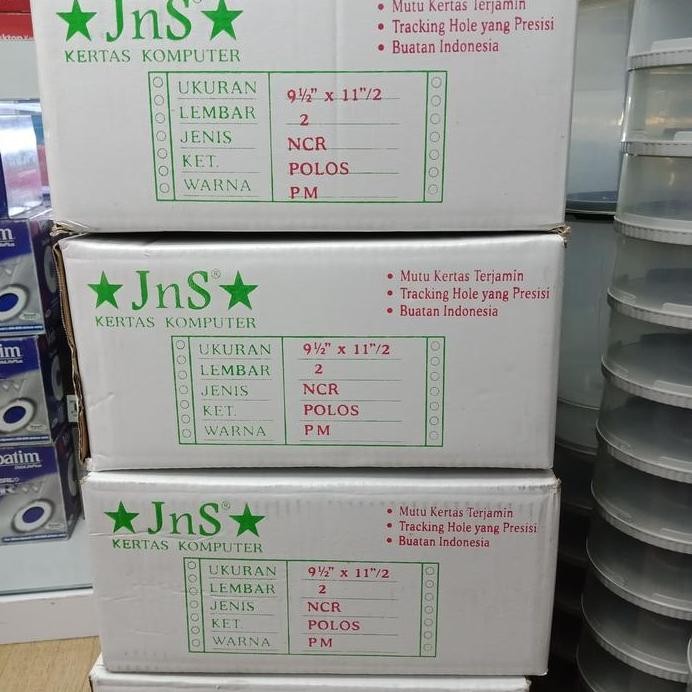 JnS®
KERTAS KOMPUTER
• Mutu Kertas Terjamin
• Tracking Hole yang Presisi
• Buatan Indonesia
UKURAN 9½" x 11"/2
LEMBAR 2
JENIS NCR
KET. POLOS
WARNA PM
JnS®
KERTAS KOMPUTER
• Mutu Kertas Terjamin
• Tracking Hole yang Presisi
• Buatan Indonesia
UKURAN 9½" x 11"/2
LEMBAR 2
JENIS NCR
KET. POLOS
WARNA PM
JnS®
KERTAS KOMPUTER
• Mutu Kertas Terjamin
• Tracking Hole yang Presisi
• Buatan Indonesia
UKURAN 9½" x 11"/2
LEMBAR 2
JENIS NCR
KET. POLOS
WARNA PM